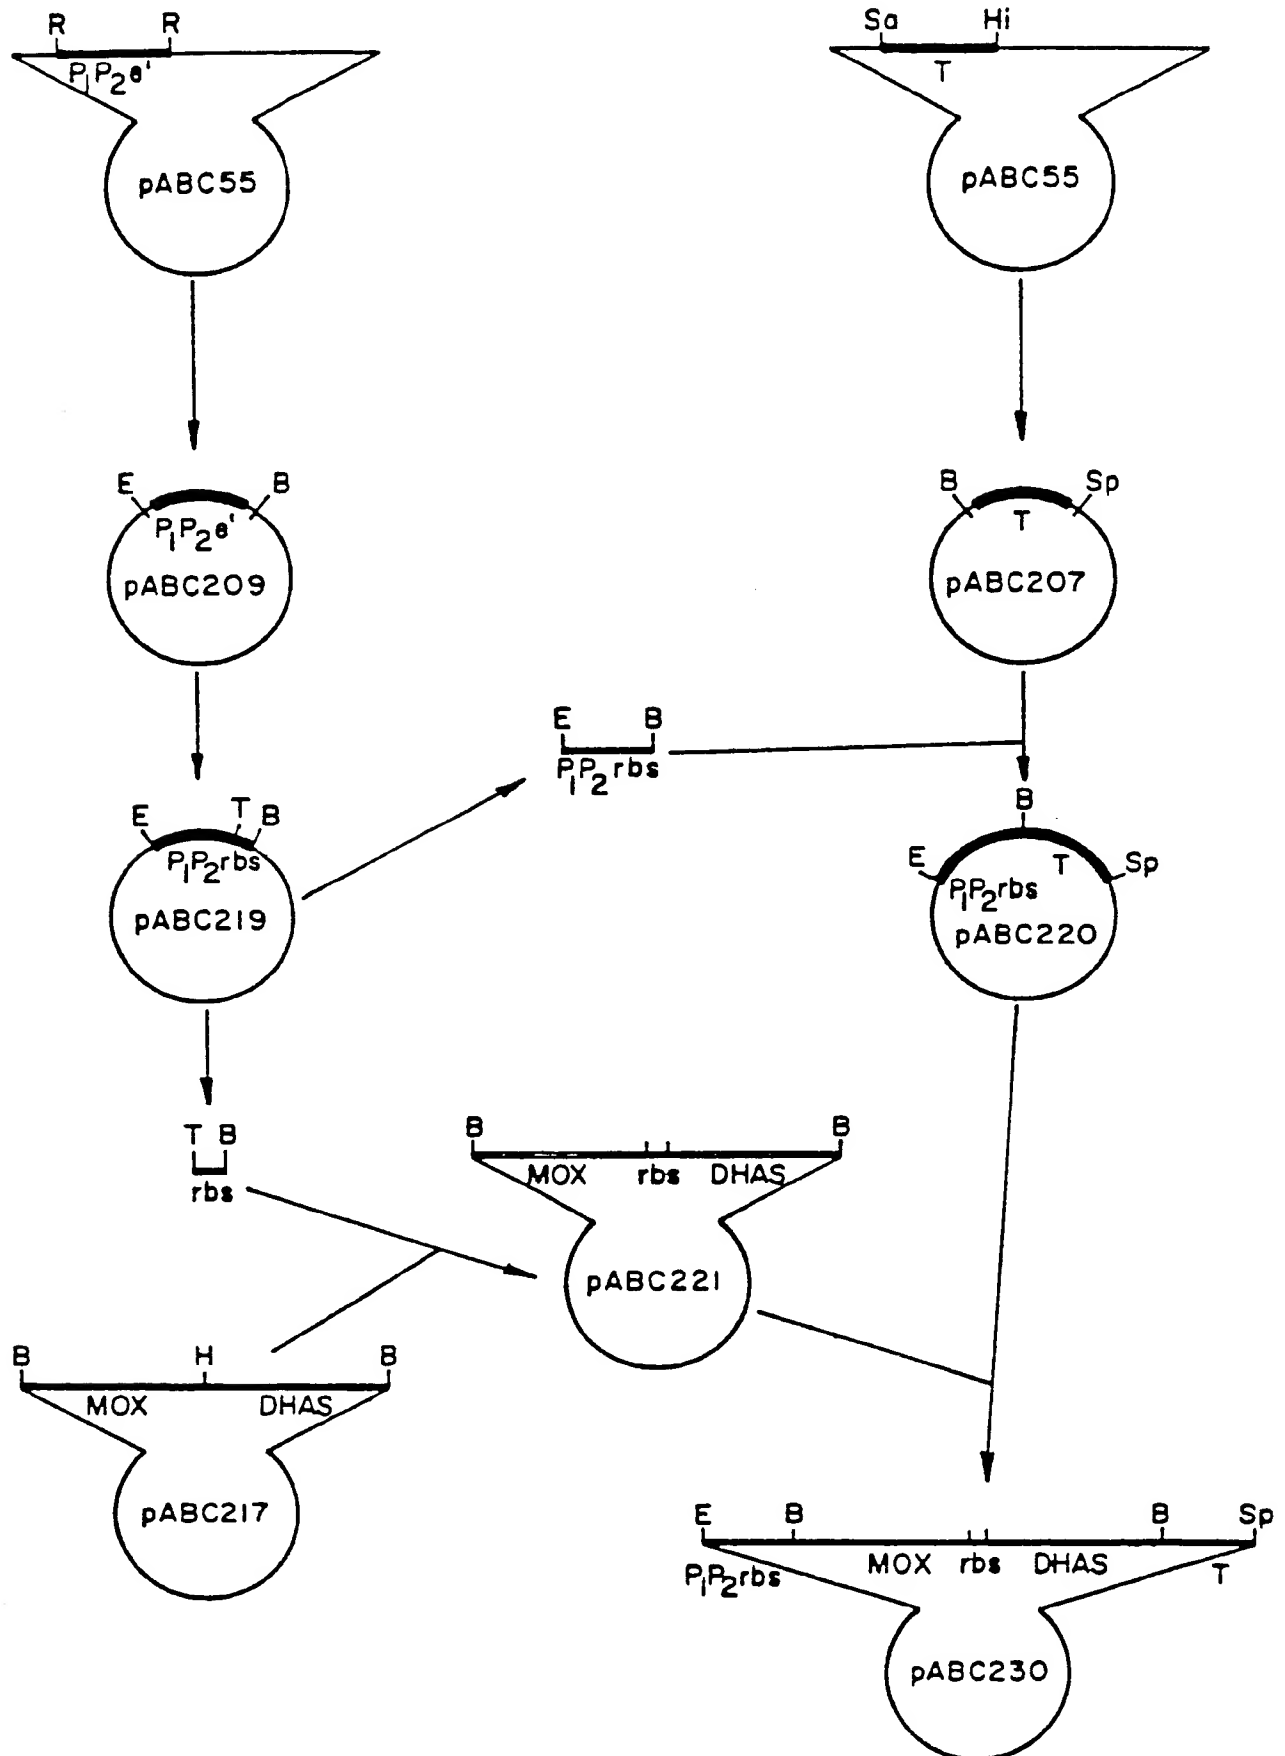 R R
P1P2e'
pABC55
Sa Hi
T
pABC55
E B
P1P2e'
pABC209
B Sp
T
pABC207
E B
P1P2rbs
E T B
P1P2rbs
pABC219
B
E Sp
P1P2rbs T
pABC220
T B
rbs
B B
MOX rbs DHAS
pABC221
B H B
MOX DHAS
pABC217
E B B Sp
P1P2rbs MOX rbs DHAS T
pABC230